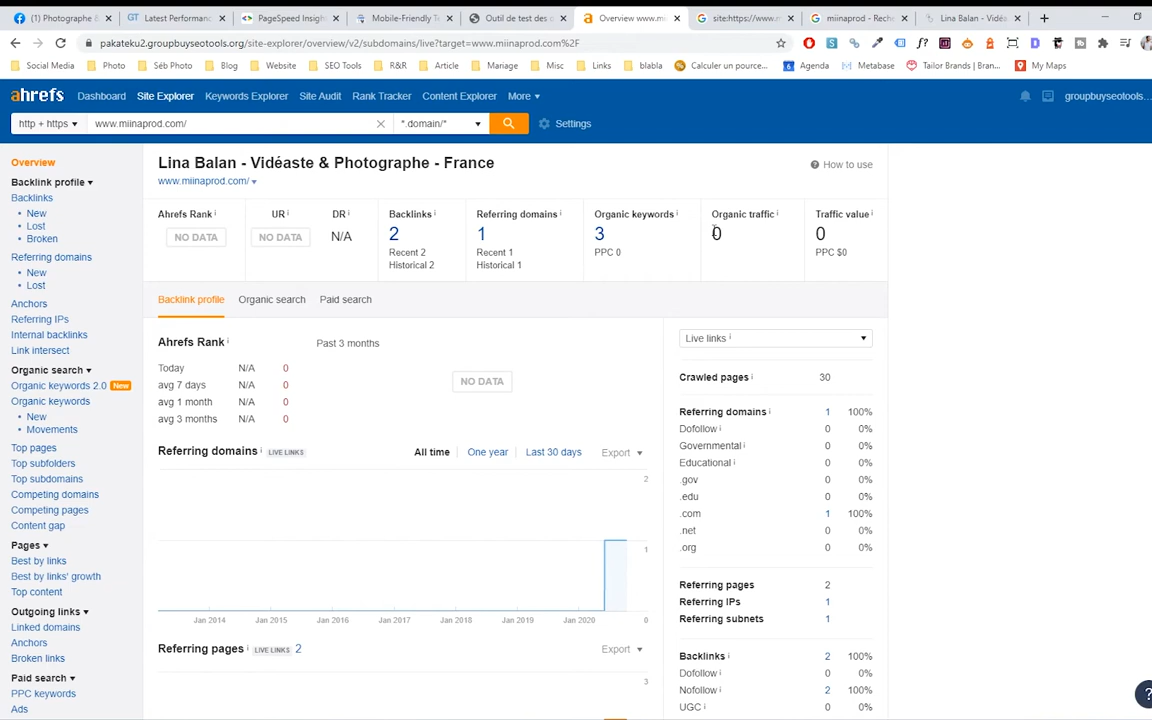 (1) Photographe &
Latest Performanc
PageSpeed Insigh
Mobile-Friendly Te
Outil de test des
Overview www.mi
site:https://www.m
miinaprod - Reche
Lina Balan - Vidéa
pakateku2.groupbuyseotools.org/site-explorer/overview/v2/subdomains/live?target=www.miinaprod.com%2F
Social Media Photo Séb Photo Blog Website SEO Tools R&R Article Mariage Misc Links blabla Calculer un pource... Agenda Metabase Tailor Brands | Bran... My Maps
ahrefs Dashboard Site Explorer Keywords Explorer Site Audit Rank Tracker Content Explorer More groupbuyseotools...
http + https www.miinaprod.com/ *.domain/* Settings
Overview
Backlink profile
Backlinks
New
Lost
Broken
Referring domains
New
Lost
Anchors
Referring IPs
Internal backlinks
Link intersect
Organic search
Organic keywords 2.0 New
Organic keywords
New
Movements
Top pages
Top subfolders
Top subdomains
Competing domains
Competing pages
Content gap
Pages
Best by links
Best by links' growth
Top content
Outgoing links
Linked domains
Anchors
Broken links
Paid search
PPC keywords
Ads
Lina Balan - Vidéaste & Photographe - France
How to use
www.miinaprod.com/
Ahrefs Rank UR DR Backlinks Referring domains Organic keywords Organic traffic Traffic value
NO DATA NO DATA N/A 2 1 3 0 0
Recent 2 Recent 1 PPC 0 PPC $0
Historical 2 Historical 1
Backlink profile Organic search Paid search
Ahrefs Rank Past 3 months
Today N/A 0
avg 7 days N/A 0
avg 1 month N/A 0
avg 3 months N/A 0
NO DATA
Referring domains LIVE LINKS All time One year Last 30 days Export
2
1
0
Jan 2014 Jan 2015 Jan 2016 Jan 2017 Jan 2018 Jan 2019 Jan 2020
Referring pages LIVE LINKS 2 Export
3
Live links
Crawled pages 30
Referring domains 1 100%
Dofollow 0 0%
Governmental 0 0%
Educational 0 0%
.gov 0 0%
.edu 0 0%
.com 1 100%
.net 0 0%
.org 0 0%
Referring pages 2
Referring IPs 1
Referring subnets 1
Backlinks 2 100%
Dofollow 0 0%
Nofollow 2 100%
UGC 0 0%
?